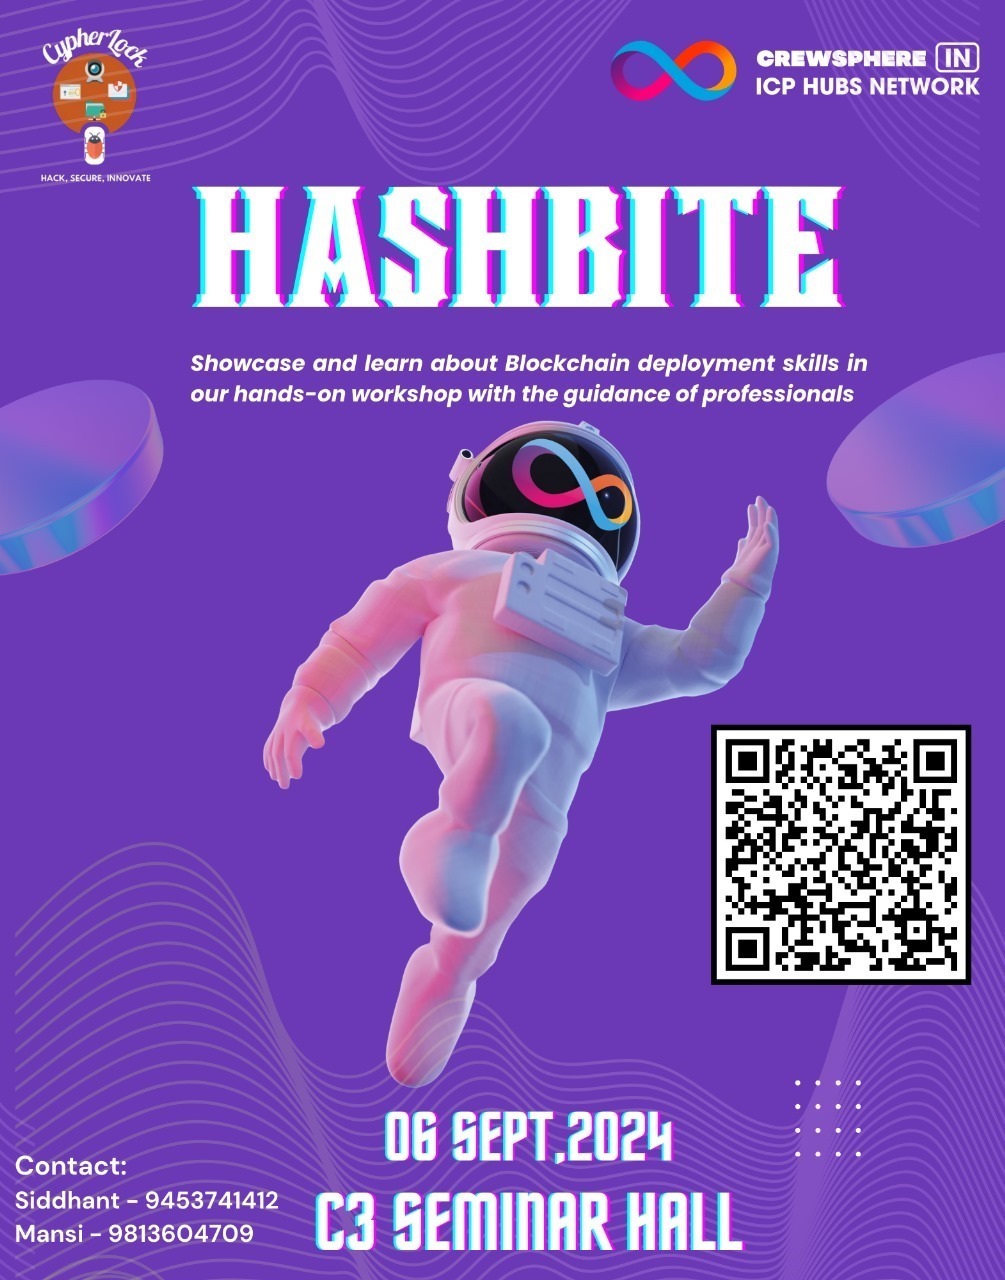 CypherLock
HACK, SECURE, INNOVATE
CREWSPHERE IN
ICP HUBS NETWORK
HASHBITE
Showcase and learn about Blockchain deployment skills in
our hands-on workshop with the guidance of professionals
06 SEPT,2024
C3 SEMINAR HALL
Contact:
Siddhant - 9453741412
Mansi - 9813604709